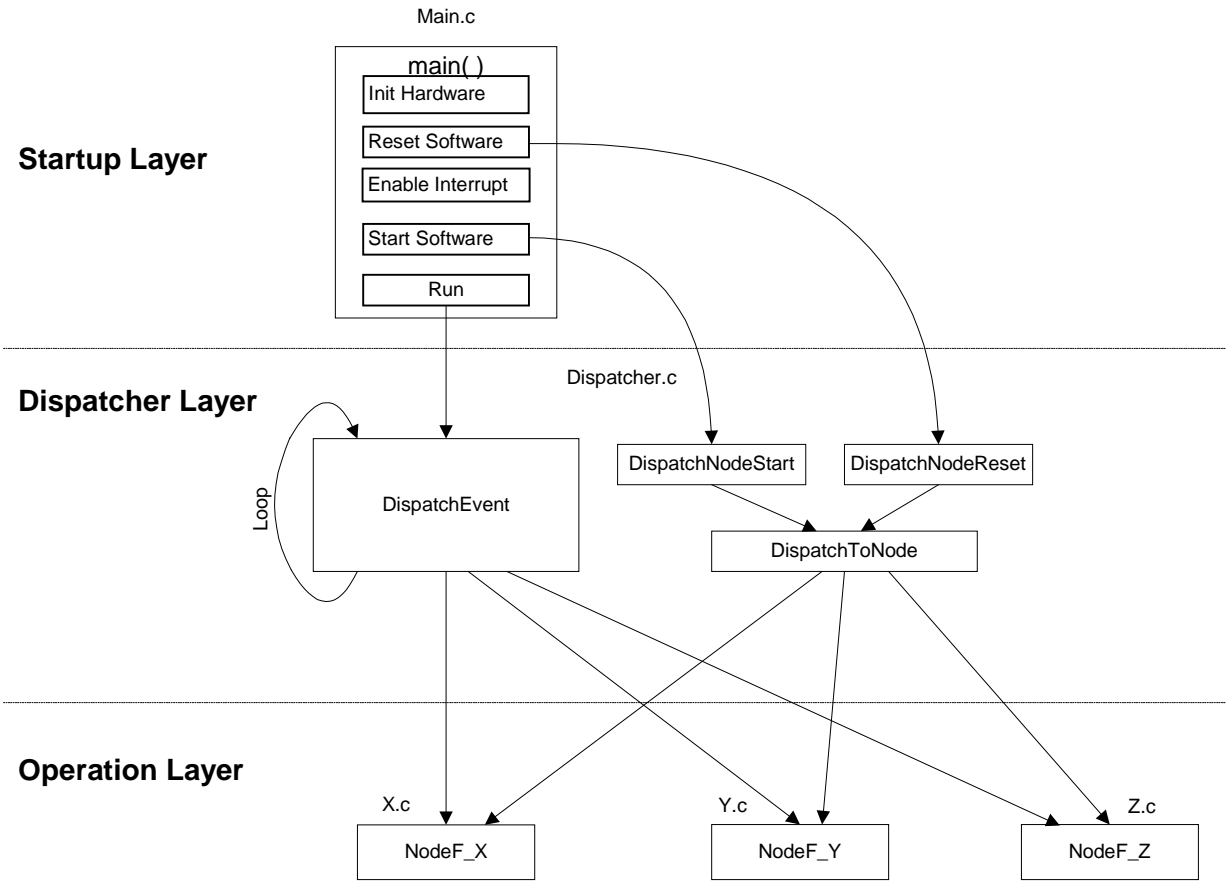 Main.c
main( )
Init Hardware
Reset Software
Startup Layer
Enable Interrupt
Start Software
Run
Dispatcher.c
Dispatcher Layer
DispatchNodeStart
DispatchNodeReset
Loop
DispatchEvent
DispatchToNode
Operation Layer
X.c
Y.c
Z.c
NodeF_X
NodeF_Y
NodeF_Z